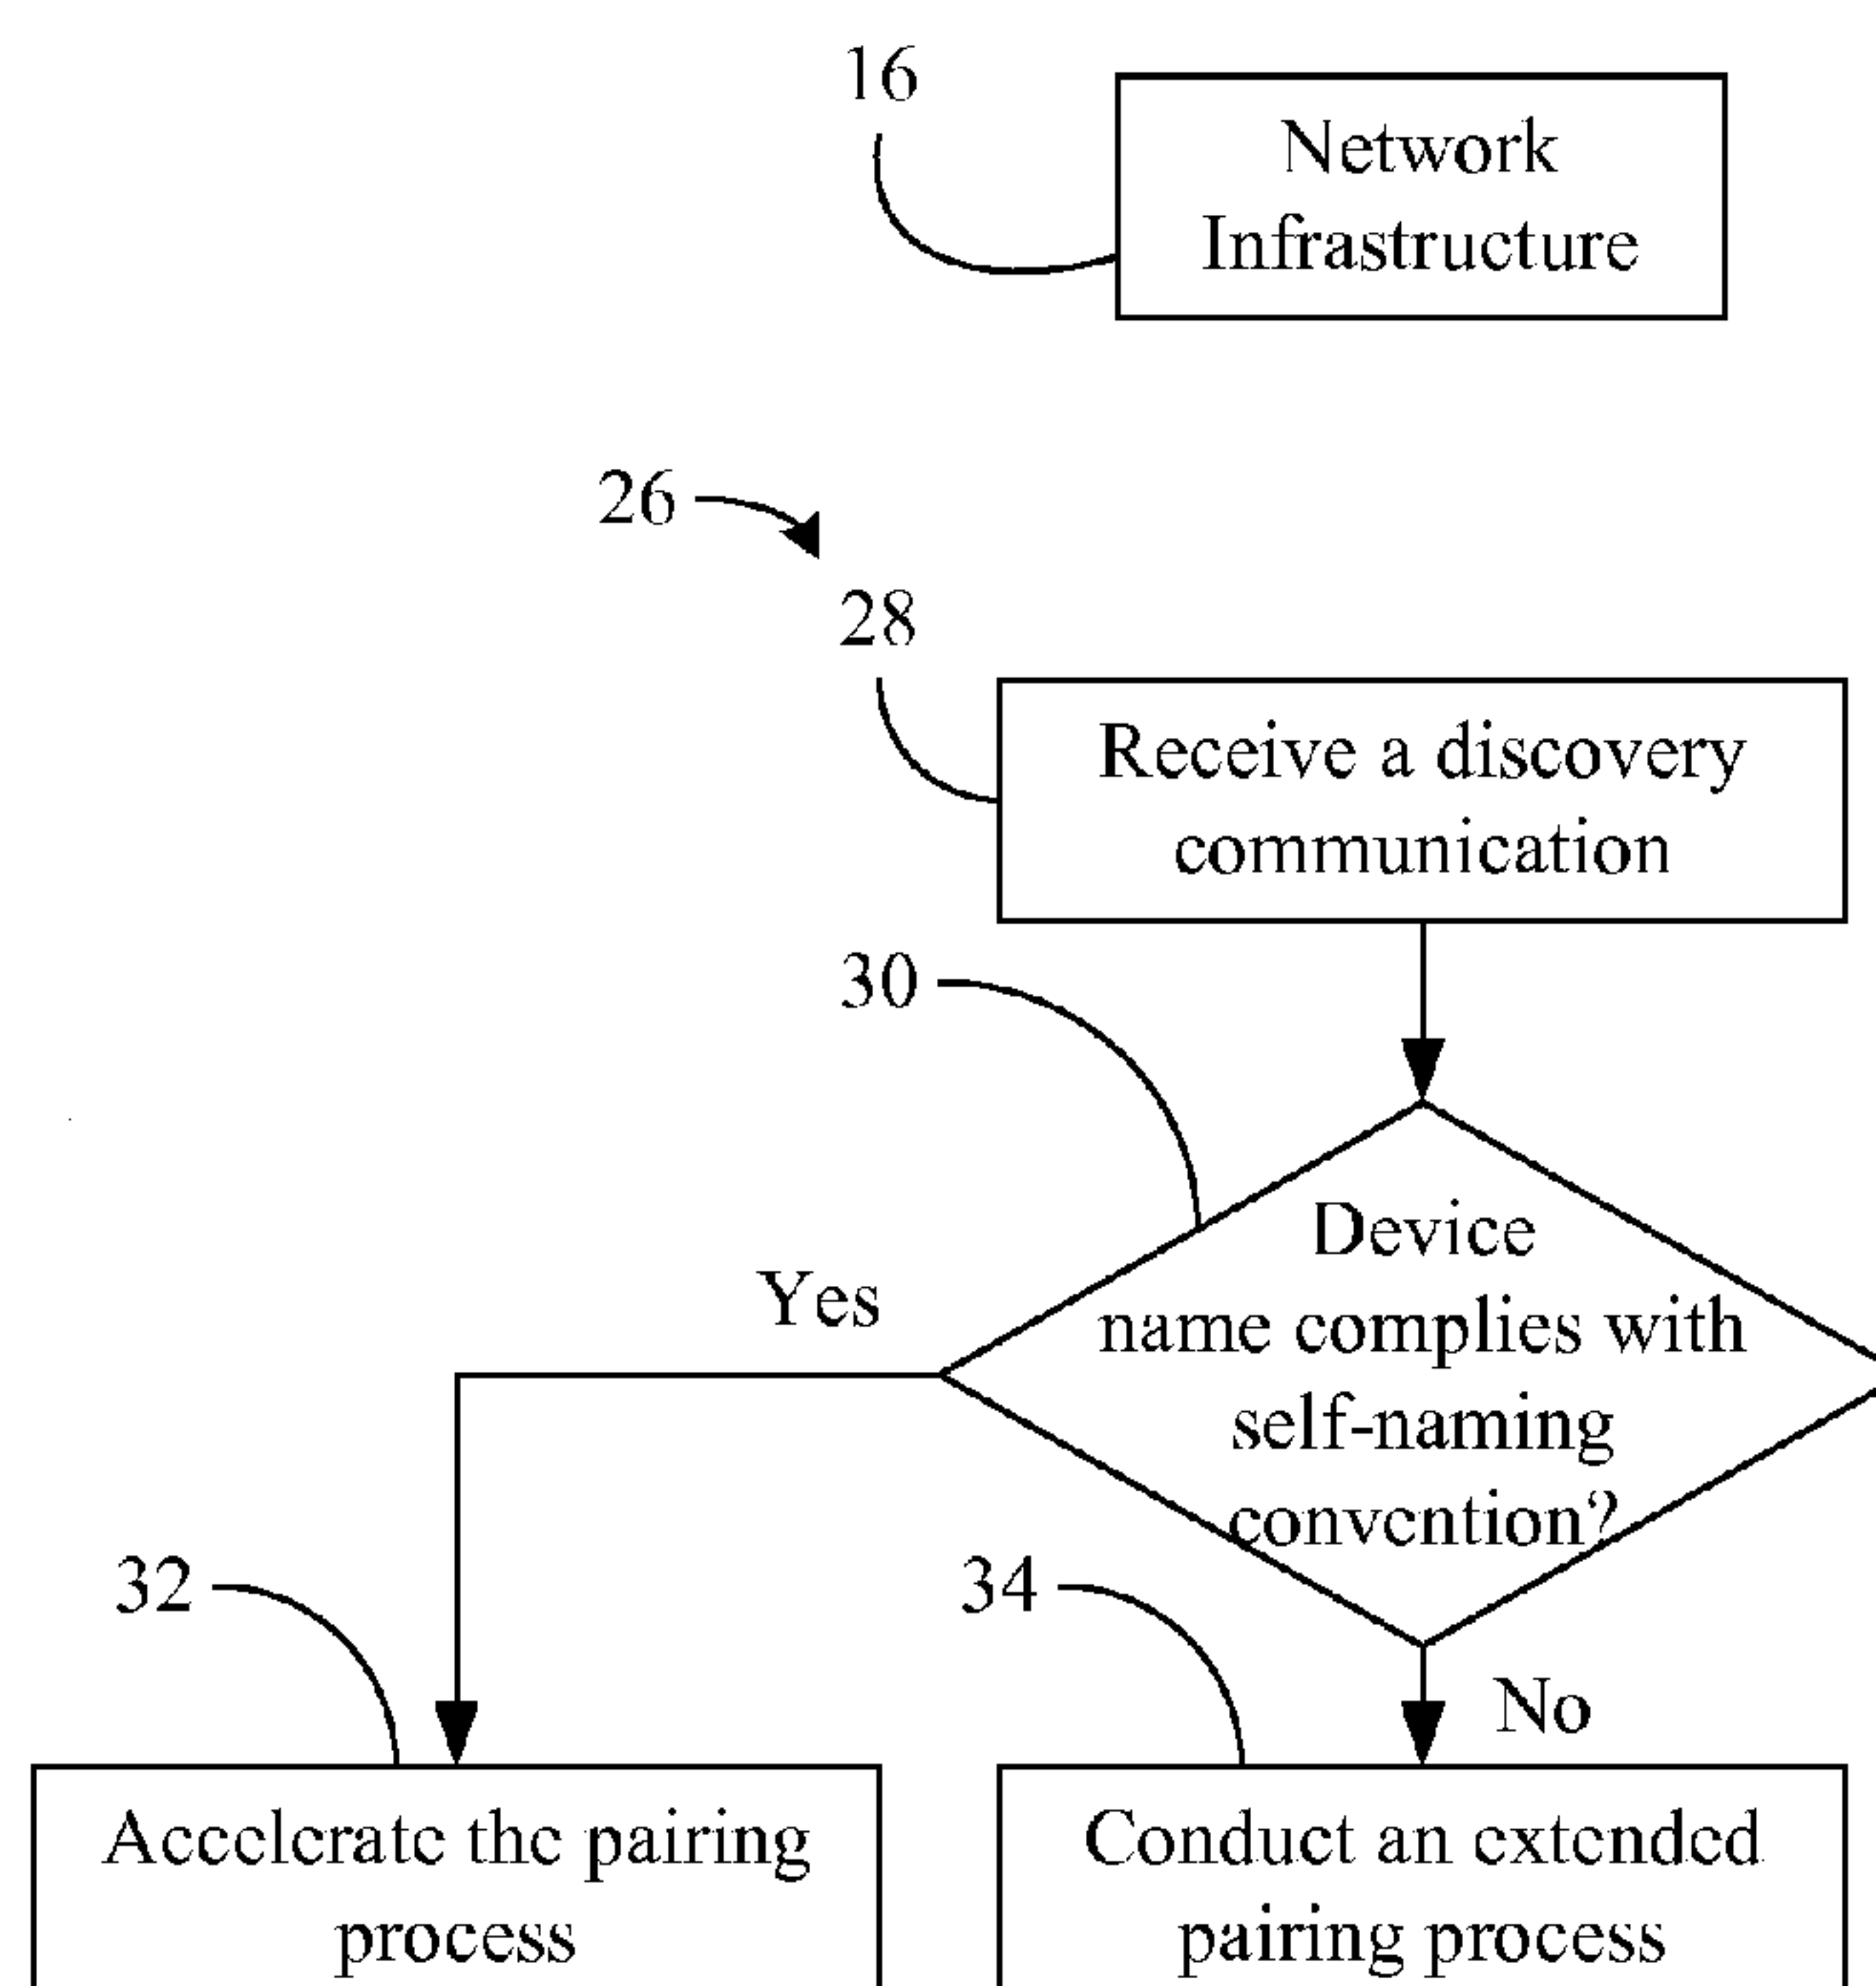 16
Network
Infrastructure
26
28
Receive a discovery
communication
30
Device
name complies with
self-naming
convention?
Yes
32
34
No
Accelerate the pairing
process
Conduct an extended
pairing process